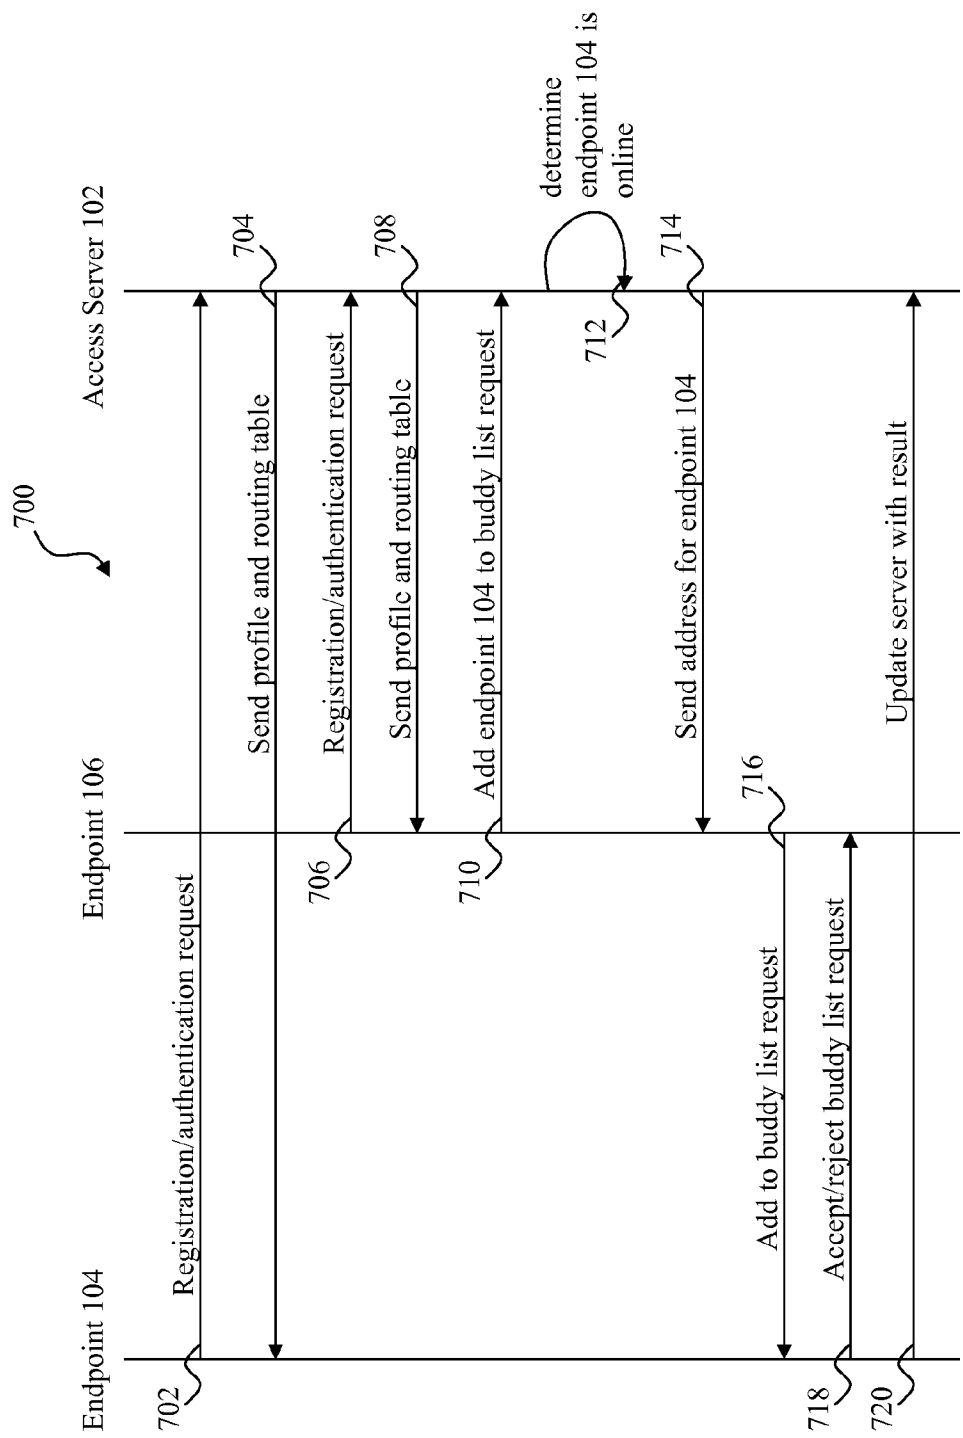 700
Endpoint 104
Endpoint 106
Access Server 102
702
Registration/authentication request
704
Send profile and routing table
706
Registration/authentication request
708
Send profile and routing table
710
Add endpoint 104 to buddy list request
determine
endpoint 104 is
online
712
714
Send address for endpoint 104
716
Add to buddy list request
718
Accept/reject buddy list request
720
Update server with result